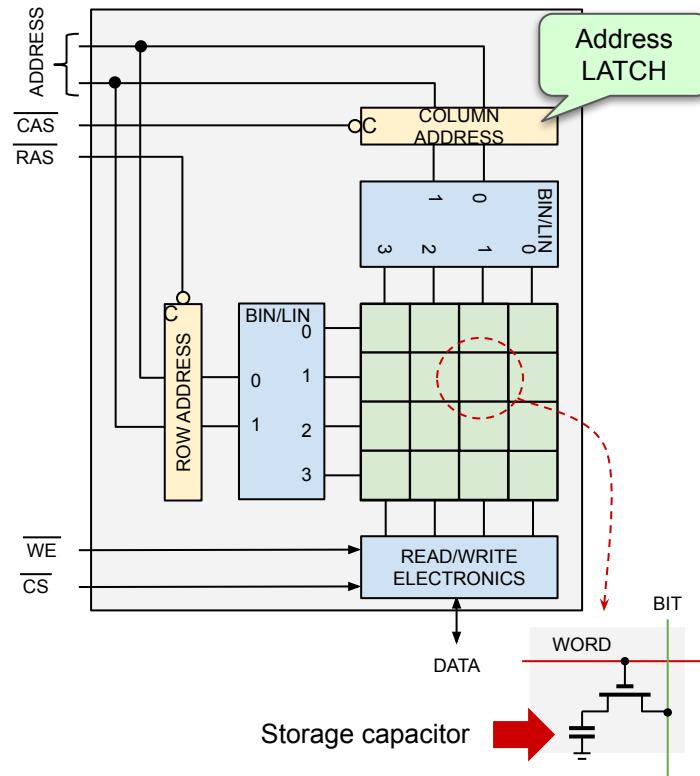 Address
LATCH
ADDRESS
CAS
RAS
C
COLUMN
ADDRESS
1 0
BIN/LIN
3 2 1 0
C
ROW ADDRESS
BIN/LIN
0
1
2
3
0
1
WE
CS
READ/WRITE
ELECTRONICS
DATA
BIT
WORD
Storage capacitor